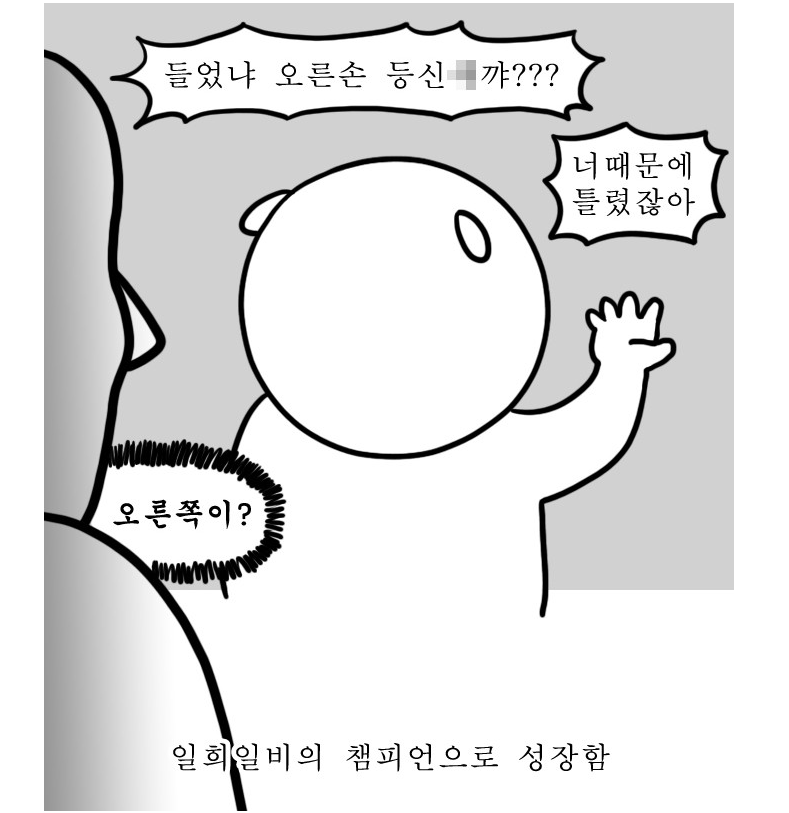 들었냐 오른손 등신 꺄???
너때문에
틀렸잖아
오른쪽이?
일희일비의 챔피언으로 성장함